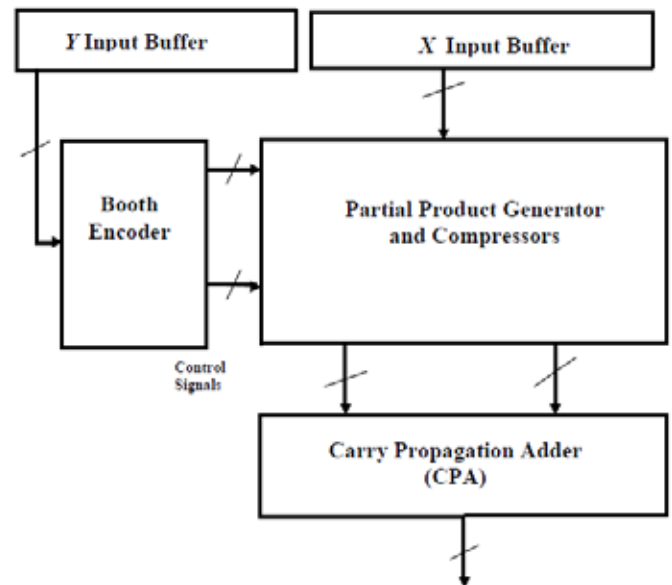 Y Input Buffer
X Input Buffer
Booth
Encoder
Partial Product Generator
and Compressors
Control
Signals
Carry Propagation Adder
(CPA)